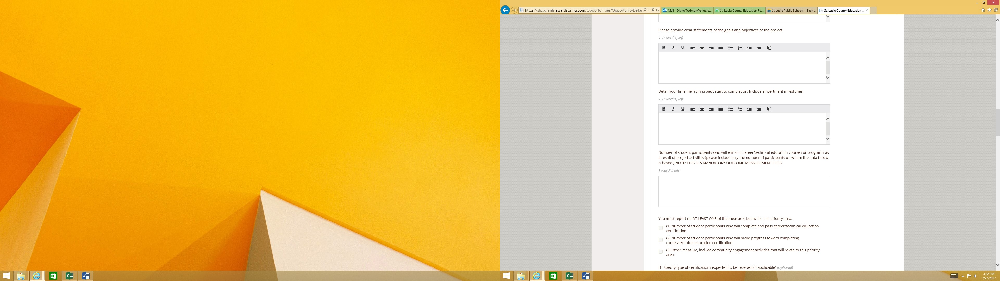 https://slpsgrants.awardspring.com/Opportunities/OpportunityDetai
Mail - Diane.Todman@stlucies...
St. Lucie County Education Fo...
St Lucie Public Schools – Each ...
St. Lucie County Education ...
Please provide clear statements of the goals and objectives of the project.
250 word(s) left
B I U
Detail your timeline from project start to completion. Include all pertinent milestones.
250 word(s) left
B I U
Number of student participants who will enroll in career/technical education courses or programs as
a result of project activities (please include only the number of participants on whom the data below
is based.) NOTE: THIS IS A MANDATORY OUTCOME MEASUREMENT FIELD
5 word(s) left
You must report on AT LEAST ONE of the measures below for this priority area.
(1) Number of student participants who will complete and pass career/technical education
certification
(2) Number of student participants who will make progress toward completing
career/technical education certification
(3) Other measure, include community engagement activities that will relate to this priority
area
(1) Specify type of certifications expected to be received (if applicable) (Optional)
3:22 PM
7/27/2017